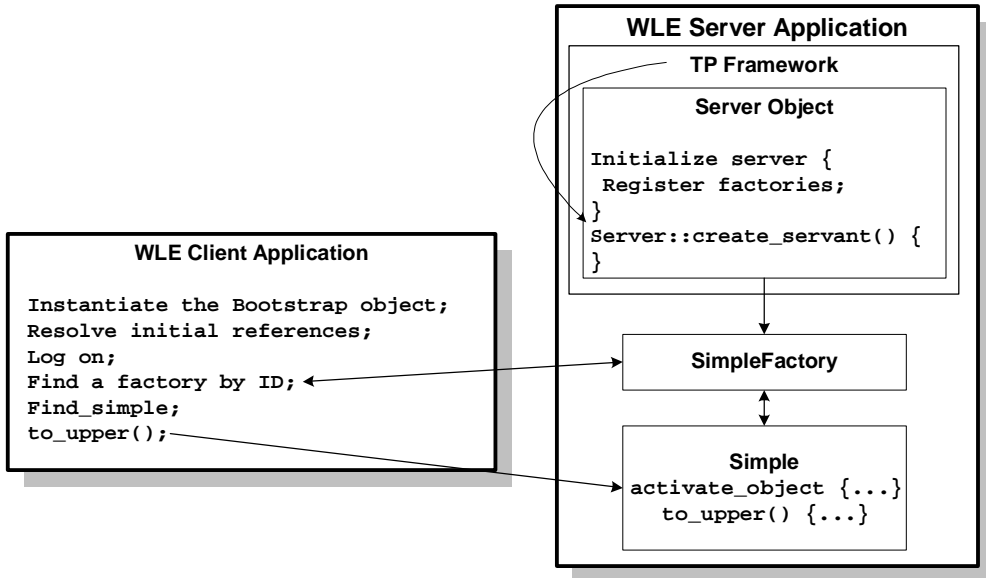 WLE Server Application
TP Framework
Server Object
Initialize server {
Register factories;
}
Server::create_servant() {
}
WLE Client Application
Instantiate the Bootstrap object;
Resolve initial references;
Log on;
Find a factory by ID;
Find_simple;
to_upper();
SimpleFactory
Simple
activate_object {...}
to_upper() {...}